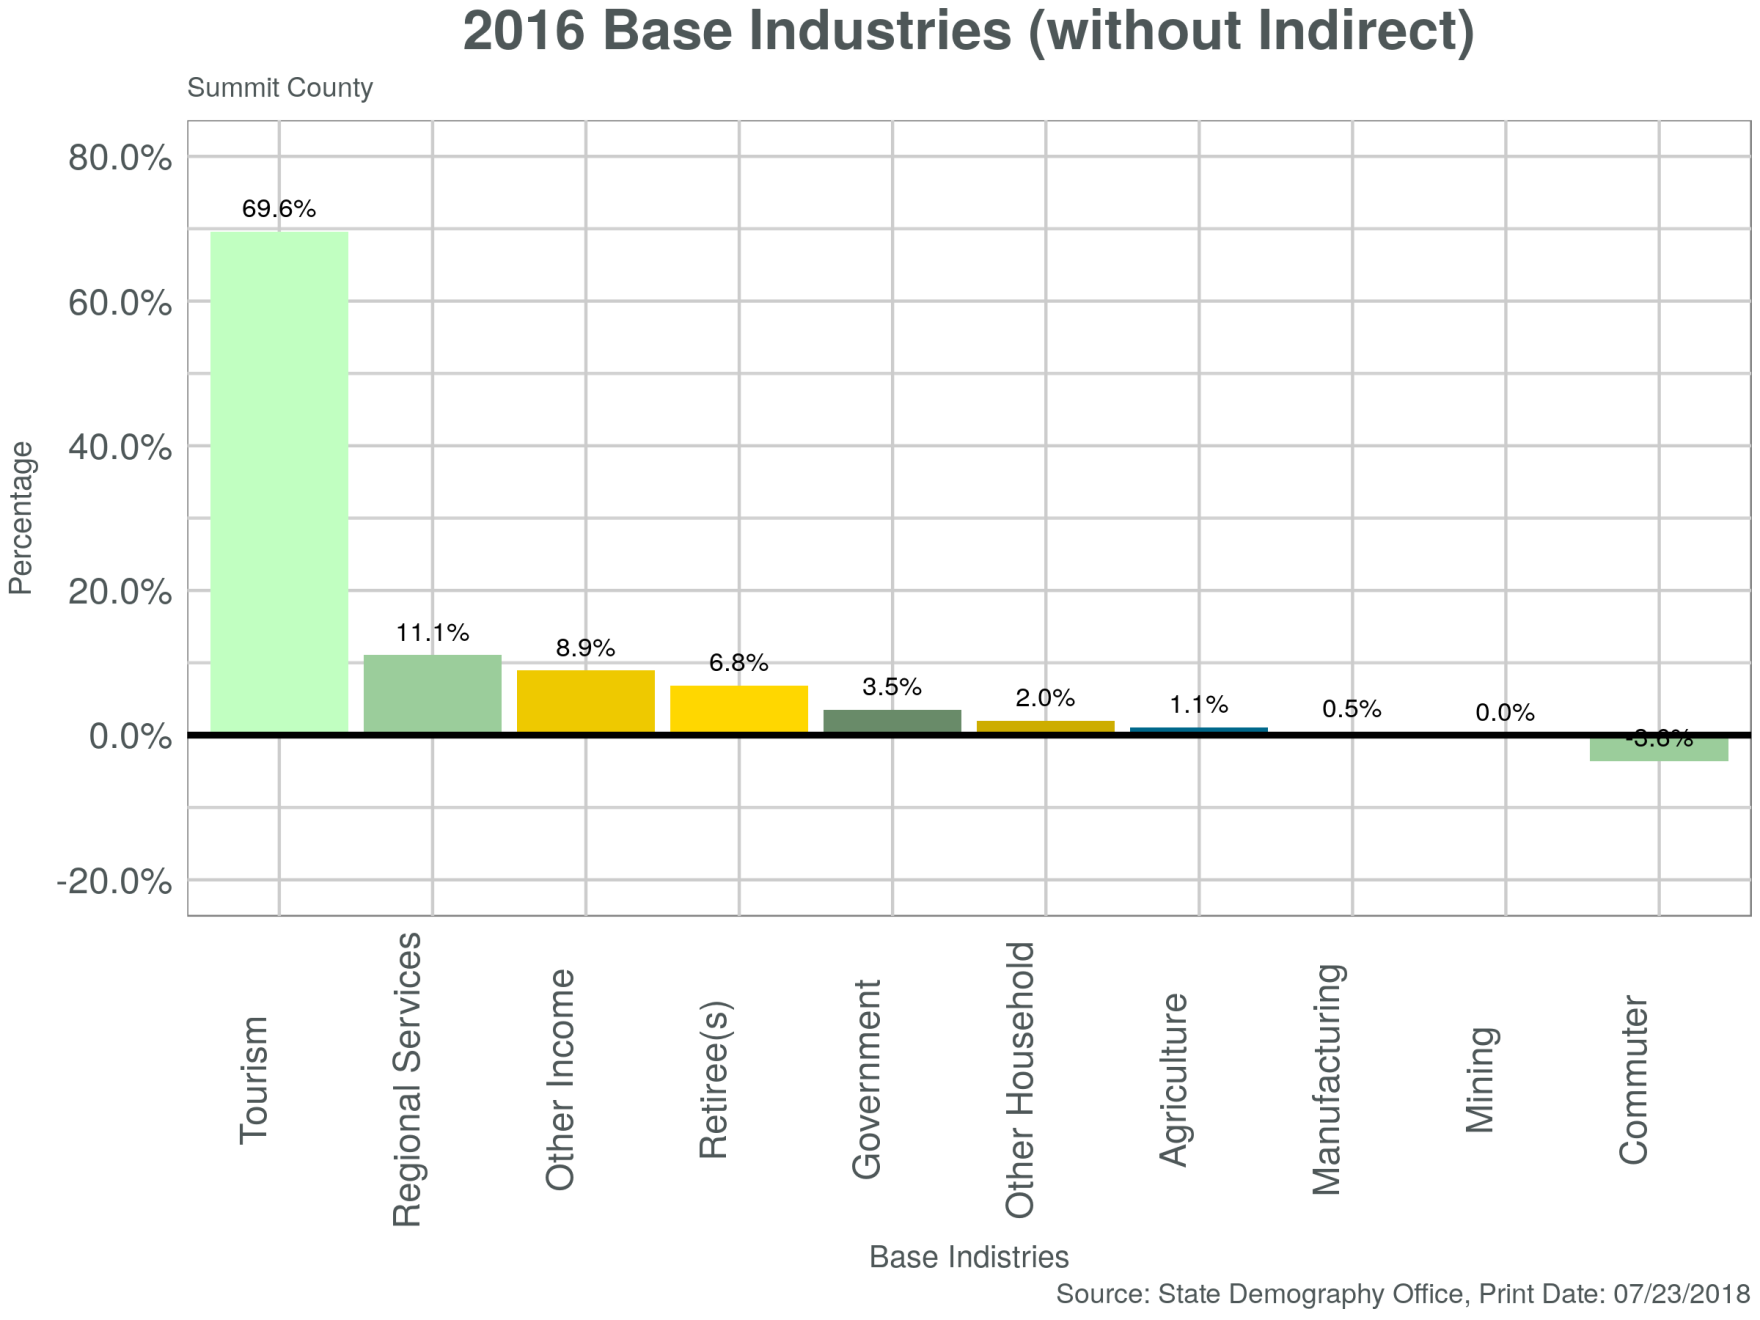 2016 Base Industries (without Indirect)
Summit County
Percentage
80.0%
60.0%
40.0%
20.0%
0.0%
-20.0%
69.6%
11.1%
8.9%
6.8%
3.5%
2.0%
1.1%
0.5%
0.0%
-3.6%
Tourism
Regional Services
Other Income
Retiree(s)
Government
Other Household
Agriculture
Manufacturing
Mining
Commuter
Base Indistries
Source: State Demography Office, Print Date: 07/23/2018